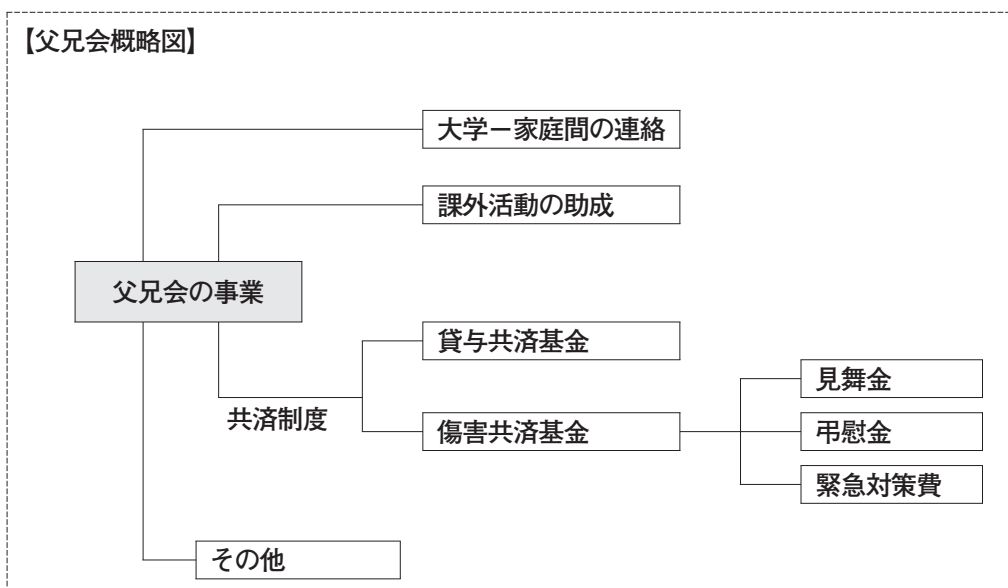 【父兄会概略図】
大学－家庭間の連絡
課外活動の助成
父兄会の事業
貸与共済基金
見舞金
共済制度
傷害共済基金
弔慰金
緊急対策費
その他